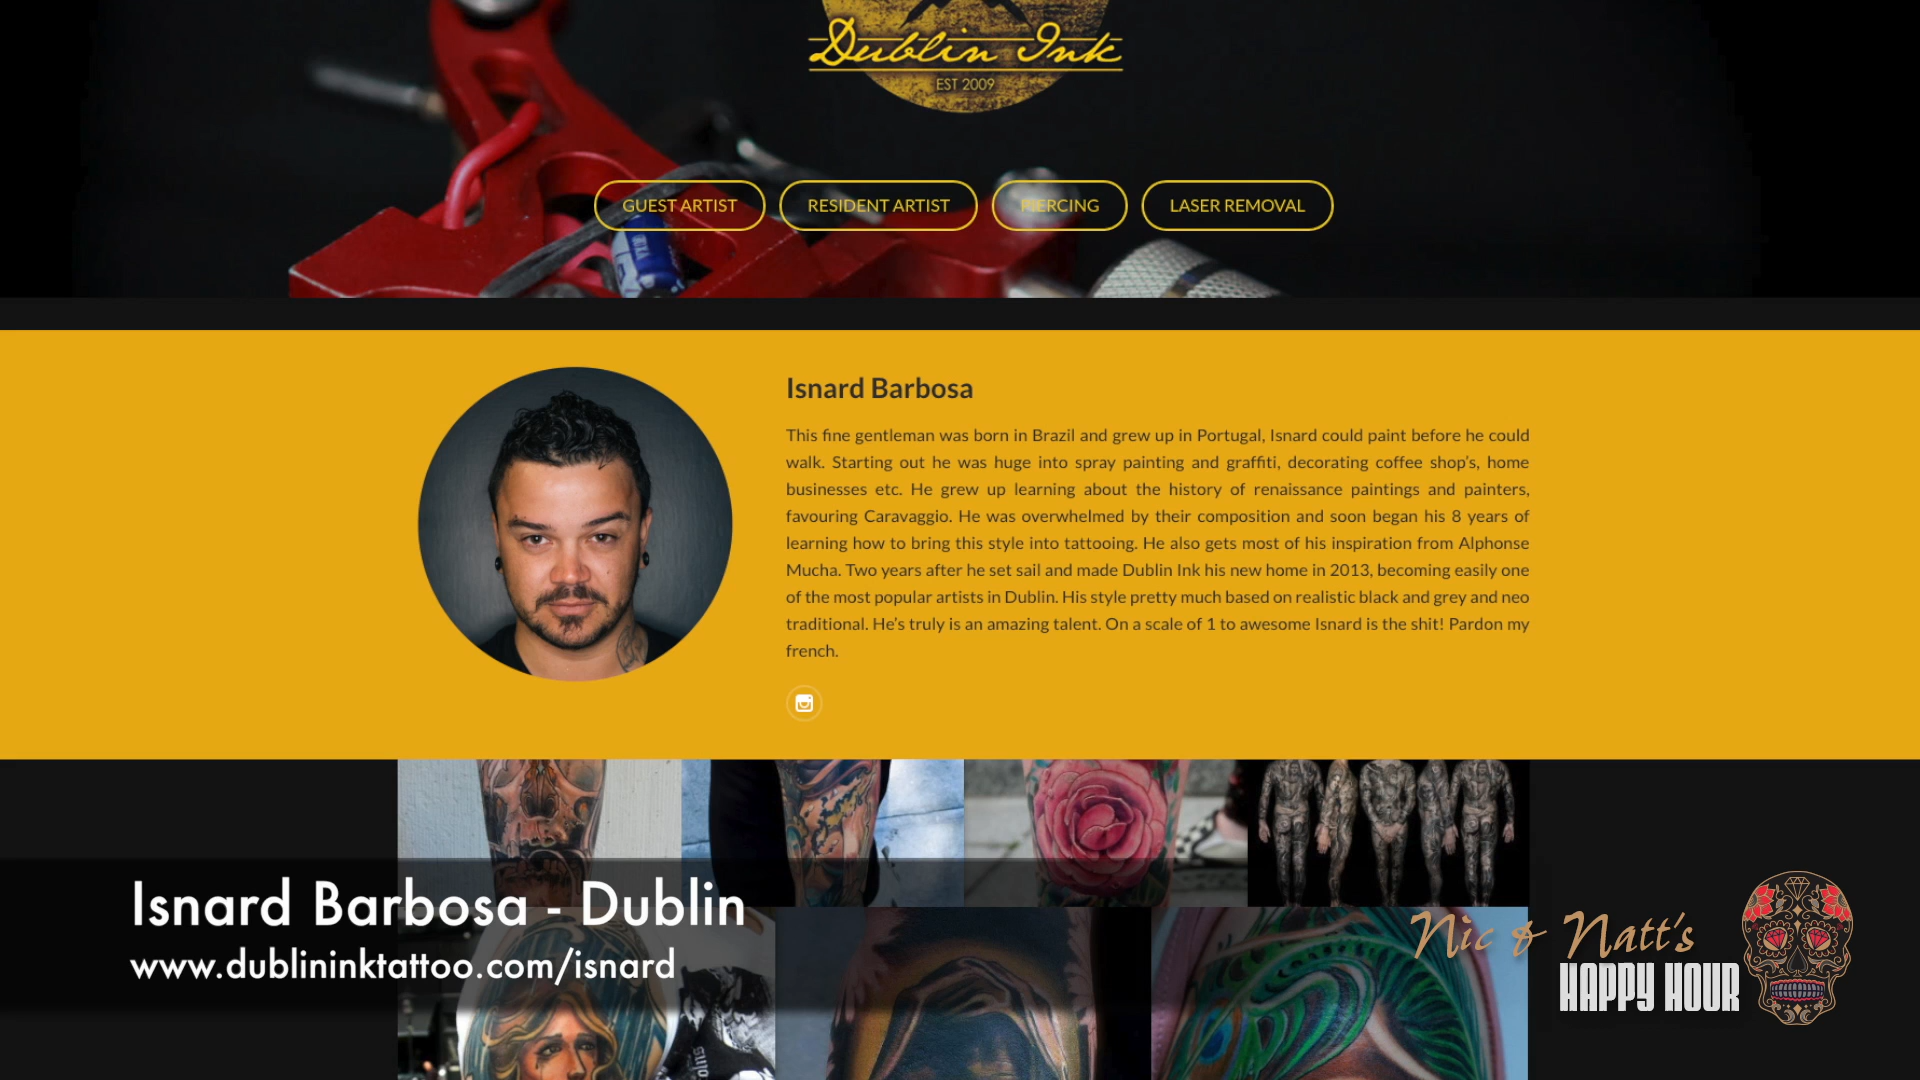 Dublin Ink
EST 2009
GUEST ARTIST
RESIDENT ARTIST
PIERCING
LASER REMOVAL
Isnard Barbosa
This fine gentleman was born in Brazil and grew up in Portugal, Isnard could paint before he could
walk. Starting out he was huge into spray painting and graffiti, decorating coffee shop's, home
businesses etc. He grew up learning about the history of renaissance paintings and painters,
favouring Caravaggio. He was overwhelmed by their composition and soon began his 8 years of
learning how to bring this style into tattooing. He also gets most of his inspiration from Alphonse
Mucha. Two years after he set sail and made Dublin Ink his new home in 2013, becoming easily one
of the most popular artists in Dublin. His style pretty much based on realistic black and grey and neo
traditional. He's truly is an amazing talent. On a scale of 1 to awesome Isnard is the shit! Pardon my
french.
Isnard Barbosa - Dublin
www.dublininktattoo.com/isnard
Nic & Natt's
HAPPY HOUR